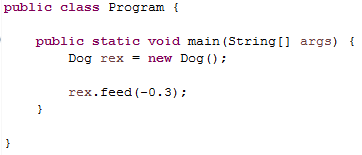 public class Program {
public static void main(String[] args) {
Dog rex = new Dog();
rex.feed(-0.3);
}
}